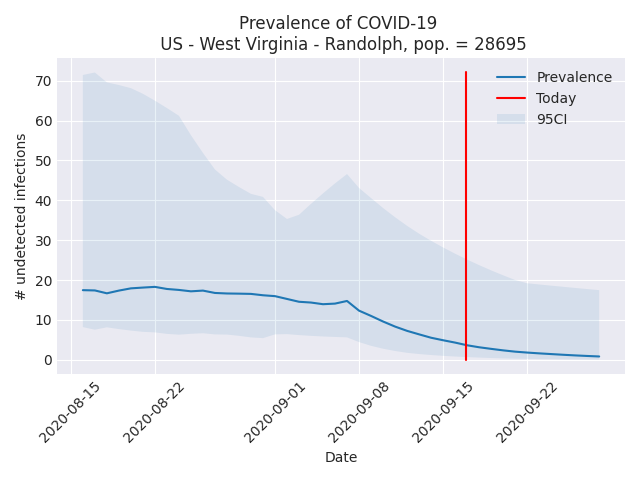 Prevalence of COVID-19
US - West Virginia - Randolph, pop. = 28695
# undetected infections
70
60
50
40
30
20
10
0
Prevalence
Today
95CI
2020-08-15
2020-08-22
2020-09-01
2020-09-08
2020-09-15
2020-09-22
Date